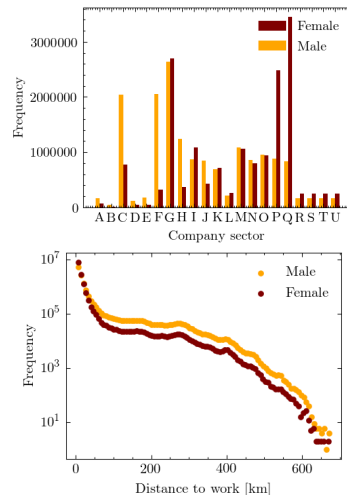 Female
Male
3000000
2000000
1000000
0
Frequency
A B C D E F G H I J K L M N O P Q R S T U
Company sector
10^7
10^5
10^3
10^1
Frequency
Male
Female
0 200 400 600
Distance to work [km]